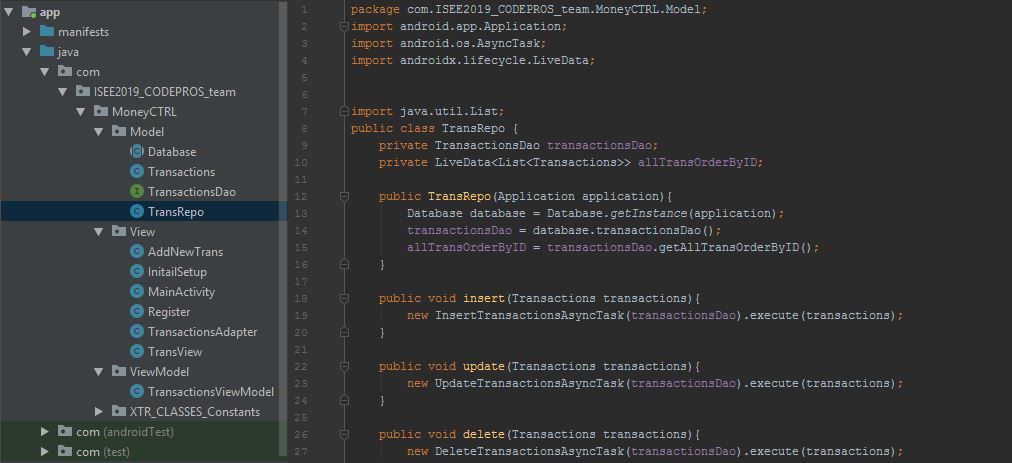 app
manifests
java
com
ISEE2019_CODEPROS_team
MoneyCTRL
Model
Database
Transactions
TransactionsDao
TransRepo
View
AddNewTrans
InitailSetup
MainActivity
Register
TransactionsAdapter
TransView
ViewModel
TransactionsViewModel
XTR_CLASSES_Constants
com (androidTest)
com (test)
1 package com.ISEE2019_CODEPROS_team.MoneyCTRL.Model;
2 import android.app.Application;
3 import android.os.AsyncTask;
4 import androidx.lifecycle.LiveData;
5
6
7 import java.util.List;
8 public class TransRepo {
9 private TransactionsDao transactionsDao;
10 private LiveData<List<Transactions>> allTransOrderByID;
11
12 public TransRepo(Application application){
13 Database database = Database.getInstance(application);
14 transactionsDao = database.transactionsDao();
15 allTransOrderByID = transactionsDao.getAllTransOrderByID();
16 }
17
18 public void insert(Transactions transactions){
19 new InsertTransactionsAsyncTask(transactionsDao).execute(transactions);
20 }
21
22 public void update(Transactions transactions){
23 new UpdateTransactionsAsyncTask(transactionsDao).execute(transactions);
24 }
25
26 public void delete(Transactions transactions){
27 new DeleteTransactionsAsyncTask(transactionsDao).execute(transactions);